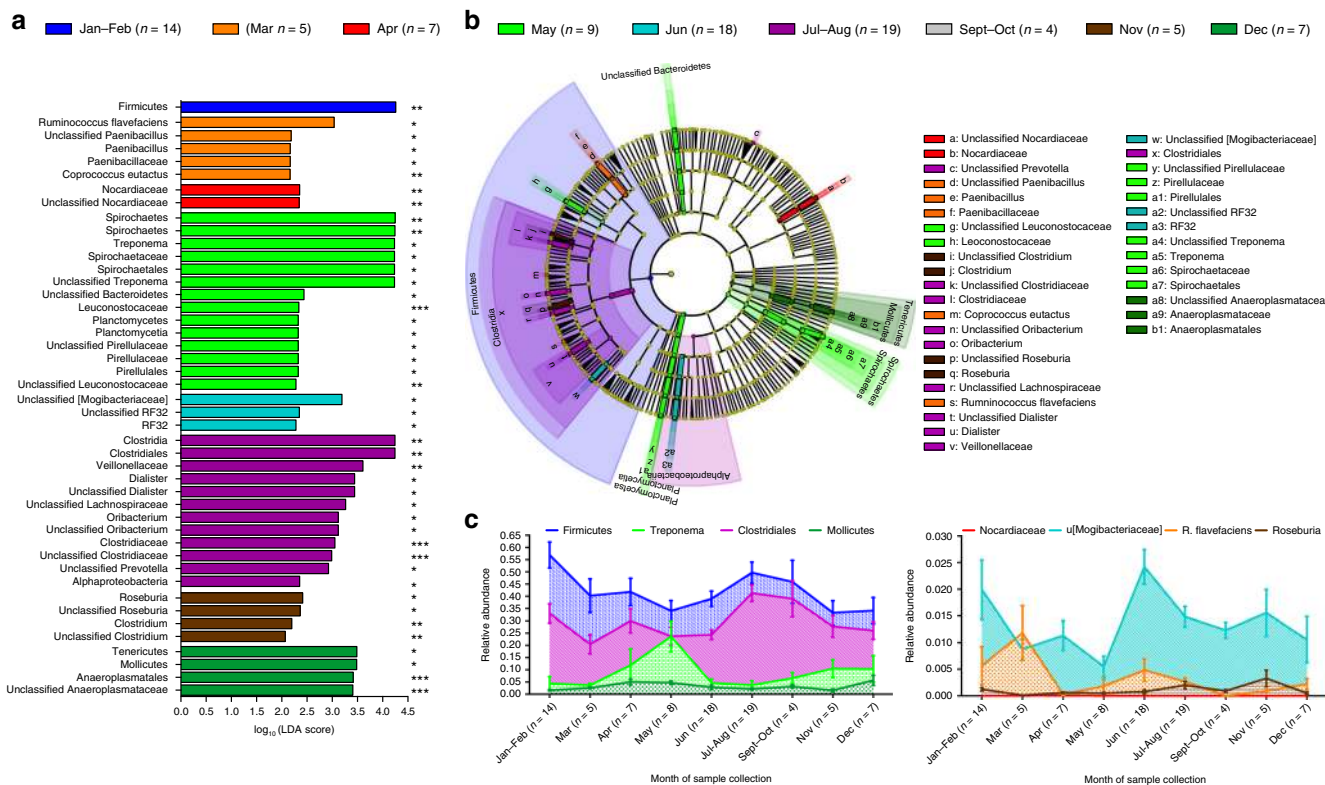 a
Jan–Feb (n = 14)
(Mar n = 5)
Apr (n = 7)
b
May (n = 9)
Jun (n = 18)
Jul–Aug (n = 19)
Sept–Oct (n = 4)
Nov (n = 5)
Dec (n = 7)
Firmicutes **
Ruminococcus flavefaciens *
Unclassified Paenibacillus *
Paenibacillus *
Paenibacillaceae *
Coprococcus eutactus **
Nocardiaceae **
Unclassified Nocardiaceae **
Spirochaetes **
Spirochaetes **
Treponema *
Spirochaetaceae *
Spirochaetales *
Unclassified Treponema *
Unclassified Bacteroidetes *
Leuconostocaceae ***
Planctomycetes *
Planctomycetia *
Unclassified Pirellulaceae *
Pirellulaceae *
Pirellulales *
Unclassified Leuconostocaceae **
Unclassified [Mogibacteriaceae] *
Unclassified RF32 *
RF32 *
Clostridia **
Clostridiales **
Veillonellaceae **
Dialister *
Unclassified Dialister *
Unclassified Lachnospiraceae *
Oribacterium *
Unclassified Oribacterium *
Clostridiaceae ***
Unclassified Clostridiaceae ***
Unclassified Prevotella *
Alphaproteobacteria *
Roseburia *
Unclassified Roseburia *
Clostridium **
Unclassified Clostridium **
Tenericutes *
Mollicutes *
Anaeroplasmatales ***
Unclassified Anaeroplasmataceae ***
0.0 0.5 1.0 1.5 2.0 2.5 3.0 3.5 4.0 4.5
log10 (LDA score)
Unclassified Bacteroidetes
Firmicutes
Clostridia
x
f
e
d
c
b
a
h
g
m
s
v
w
y
z
a1
a2
a3
a4
a5
a6
a7
a8
a9
b1
Tenericutes
Mollicutes
Spirochaetes
Spirochaetes
Alphaproteobacteria
Planctomycetia
Planctomycetsa
a: Unclassified Nocardiaceae
b: Nocardiaceae
c: Unclassified Prevotella
d: Unclassified Paenibacillus
e: Paenibacillus
f: Paenibacillaceae
g: Unclassified Leuconostocaceae
h: Leoconostocaceae
i: Unclassified Clostridium
j: Clostridium
k: Unclassified Clostridiaceae
l: Clostridiaceae
m: Coprococcus eutactus
n: Unclassified Oribacterium
o: Oribacterium
p: Unclassified Roseburia
q: Roseburia
r: Unclassified Lachnospiraceae
s: Rumninococcus flavefaciens
t: Unclassified Dialister
u: Dialister
v: Veillonellaceae
w: Unclassified [Mogibacteriaceae]
x: Clostridiales
y: Unclassified Pirellulaceae
z: Pirellulaceae
a1: Pirellulales
a2: Unclassified RF32
a3: RF32
a4: Unclassified Treponema
a5: Treponema
a6: Spirochaetaceae
a7: Spirochaetales
a8: Unclassified Anaeroplasmataceae
a9: Anaeroplasmataceae
b1: Anaeroplasmatales
c
Firmicutes
Treponema
Clostridiales
Mollicutes
Relative abundance
0.65
0.60
0.55
0.50
0.45
0.40
0.35
0.30
0.25
0.20
0.15
0.10
0.05
0.00
Jan–Feb (n = 14)
Mar (n = 5)
Apr (n = 7)
May (n = 8)
Jun (n = 18)
Jul-Aug (n = 19)
Sept–Oct (n = 4)
Nov (n = 5)
Dec (n = 7)
Month of sample collection
Nocardiaceae
u[Mogibacteriaceae]
R. flavefaciens
Roseburia
Relative abundance
0.030
0.025
0.020
0.015
0.010
0.005
0.000
Jan–Feb (n = 14)
Mar (n = 5)
Apr (n = 7)
May (n = 8)
Jun (n = 18)
Jul-Aug (n = 19)
Sept–Oct (n = 4)
Nov (n = 5)
Dec (n = 7)
Month of sample collection